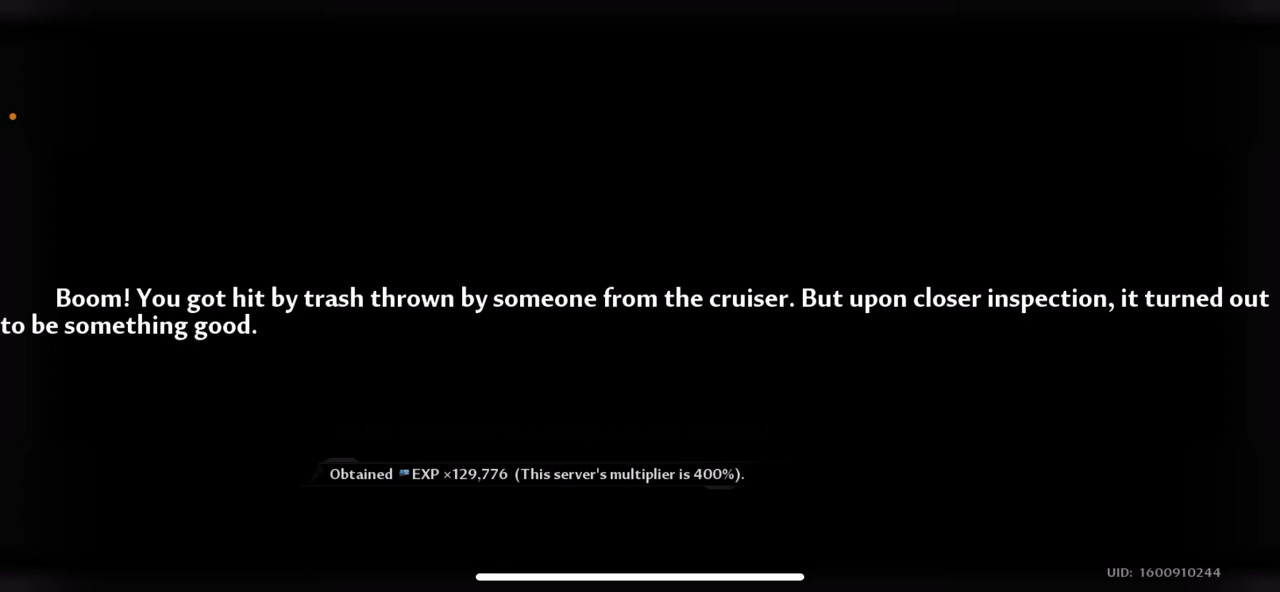 Boom! You got hit by trash thrown by someone from the cruiser. But upon closer inspection, it turned out
to be something good.
Obtained EXP ×129,776 (This server's multiplier is 400%).
UID: 1600910244